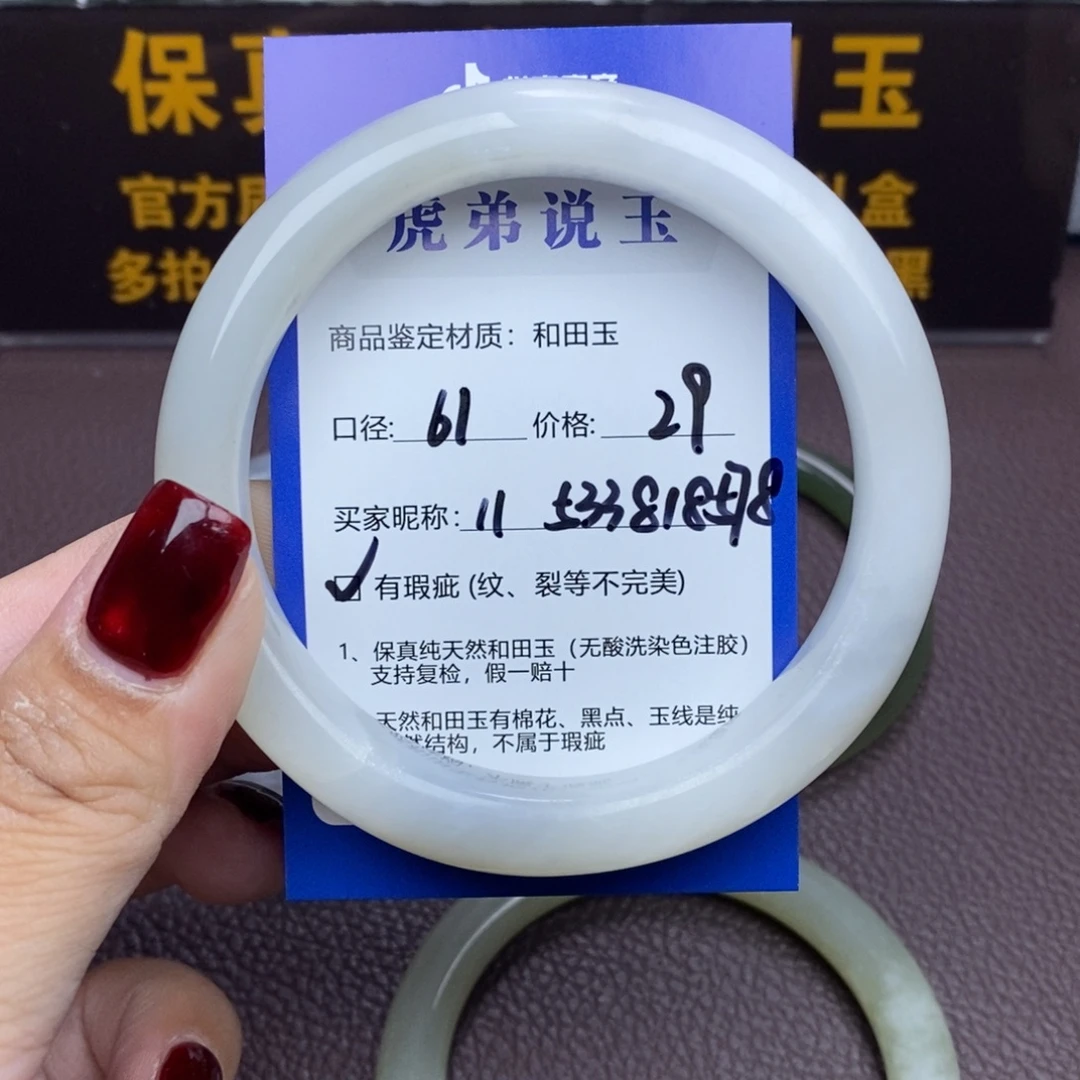 保真 玉
官方 礼盒
多拍
虎弟说玉
商品鉴定材质：和田玉
口径: 61 价格: 29
买家昵称: 11
有瑕疵 (纹、裂等不完美)
1、保真纯天然和田玉（无酸洗染色注胶）
支持复检，假一赔十
天然和田玉有棉花、黑点、玉线是纯
然结构，不属于瑕疵